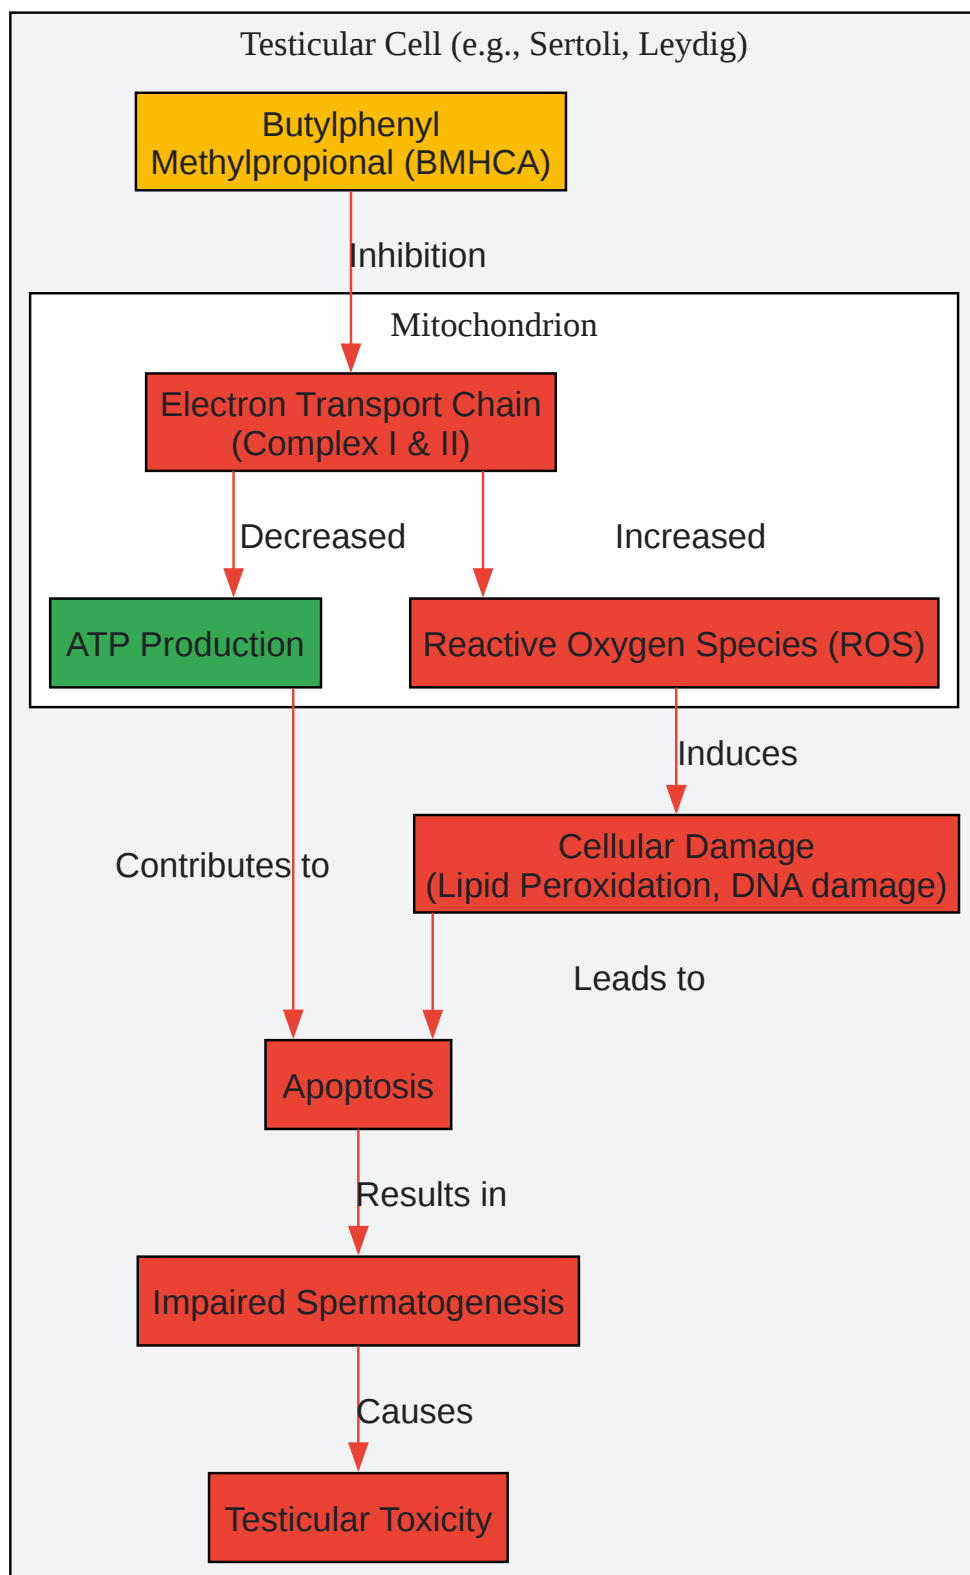 Testicular Cell (e.g., Sertoli, Leydig)
Butylphenyl
Methylpropional (BMHCA)
Inhibition
Mitochondrion
Electron Transport Chain
(Complex I & II)
Decreased
Increased
ATP Production
Reactive Oxygen Species (ROS)
Induces
Cellular Damage
(Lipid Peroxidation, DNA damage)
Contributes to
Leads to
Apoptosis
Results in
Impaired Spermatogenesis
Causes
Testicular Toxicity